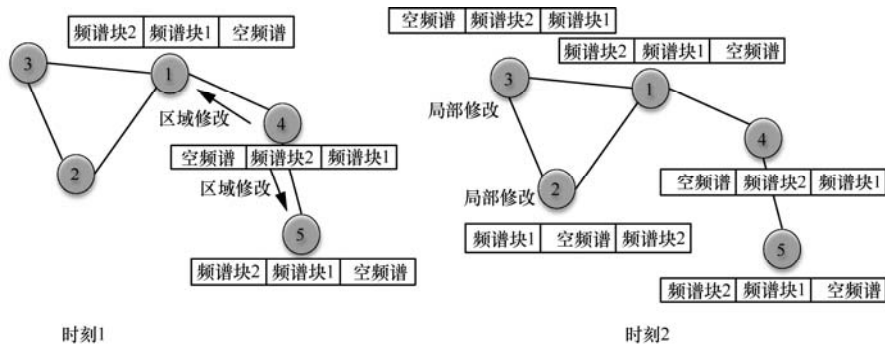 频谱块2 频谱块1 空频谱
3
1
区域修改
4
2
空频谱 频谱块2 频谱块1
区域修改
5
频谱块2 频谱块1 空频谱
时刻1
空频谱 频谱块2 频谱块1
频谱块2 频谱块1 空频谱
3
1
局部修改
4
空频谱 频谱块2 频谱块1
局部修改
2
频谱块1 空频谱 频谱块2
5
频谱块2 频谱块1 空频谱
时刻2